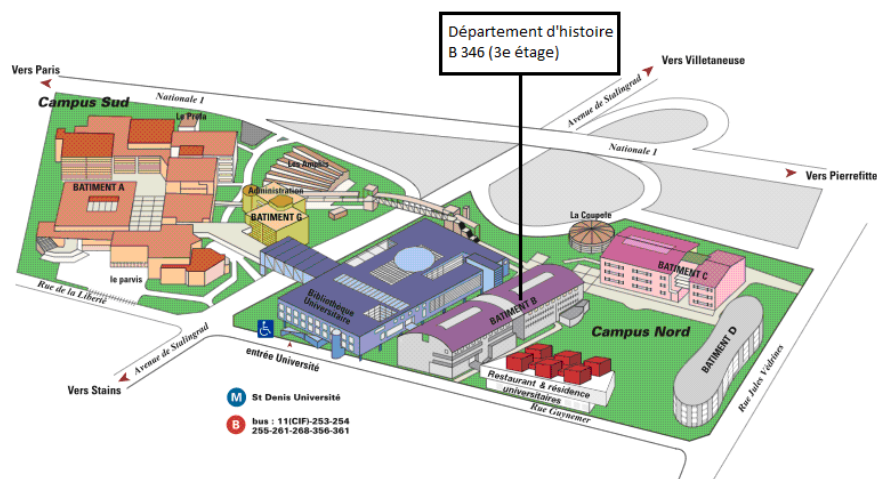 Département d'histoire
B 346 (3e étage)
Vers Paris
Vers Villetaneuse
Campus Sud
Nationale 1
Avenue de Stalingrad
Le Préfa
Nationale 1
Les Amphis
Vers Pierrefitte
BATIMENT A
Administration
BATIMENT G
La Coupole
le parvis
BATIMENT C
Rue de la Liberté
Bibliothèque
Universitaire
BATIMENT B
Campus Nord
BATIMENT D
Avenue de Stalingrad
entrée Université
Restaurant & résidence
universitaires
Rue Guynemer
Rue Jules Védrines
Vers Stains
M St Denis Université
B bus : 11(CIF)-253-254
255-261-268-356-361